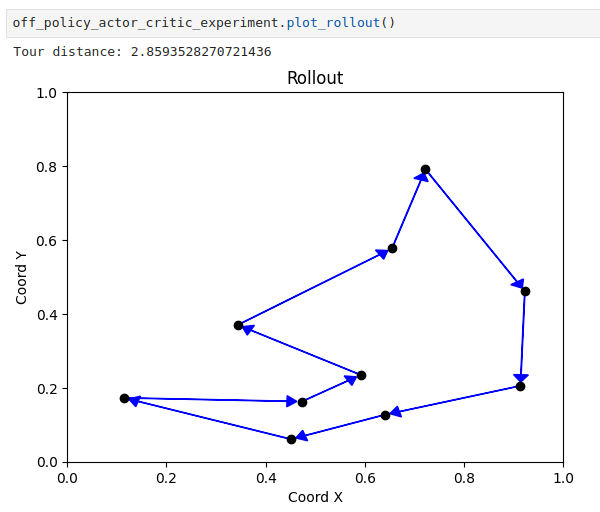 off_policy_actor_critic_experiment.plot_rollout()
Tour distance: 2.8593528270721436
Rollout
1.0
0.8
0.6
0.4
0.2
0.0
Coord Y
0.0 0.2 0.4 0.6 0.8 1.0
Coord X